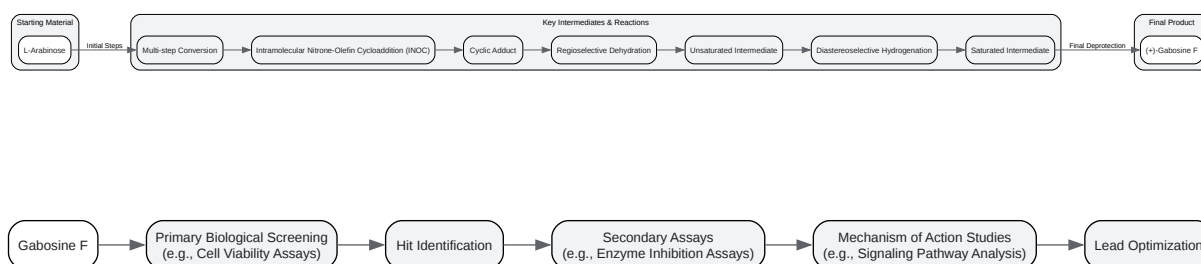 Starting Material
Key Intermediates & Reactions
Final Product
L-Arabinose
Initial Steps
Multi-step Conversion
Intramolecular Nitrone-Olefin Cycloaddition (INOC)
Cyclic Adduct
Regioselective Dehydration
Unsaturated Intermediate
Diastereoselective Hydrogenation
Saturated Intermediate
Final Deprotection
(+)-Gabosine F
Gabosine F
Primary Biological Screening
(e.g., Cell Viability Assays)
Hit Identification
Secondary Assays
(e.g., Enzyme Inhibition Assays)
Mechanism of Action Studies
(e.g., Signaling Pathway Analysis)
Lead Optimization